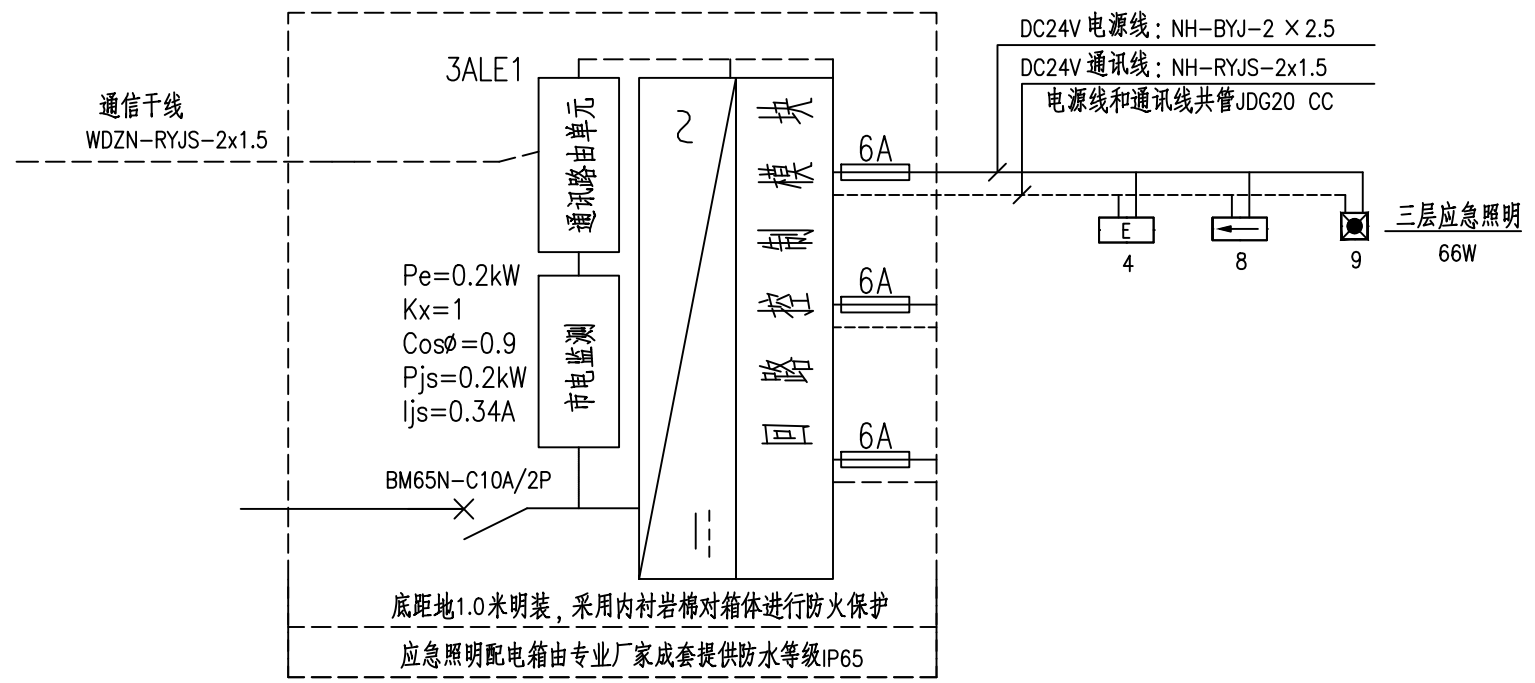 DC24V 电源线：NH-BYJ-2 ×2.5
3ALE1
DC24V 通讯线：NH-RYJS-2x1.5
通信干线
电源线和通讯线共管JDG20 CC
WDZN-RYJS-2x1.5
通讯路由单元
~
回路控制模块
6A
E
4
8
9
三层应急照明
66W
Pe=0.2kW
Kx=1
Cosø=0.9
Pjs=0.2kW
Ijs=0.34A
市电监测
6A
6A
BM65N-C10A/2P
底距地1.0米明装，采用内衬岩棉对箱体进行防火保护
应急照明配电箱由专业厂家成套提供防水等级IP65